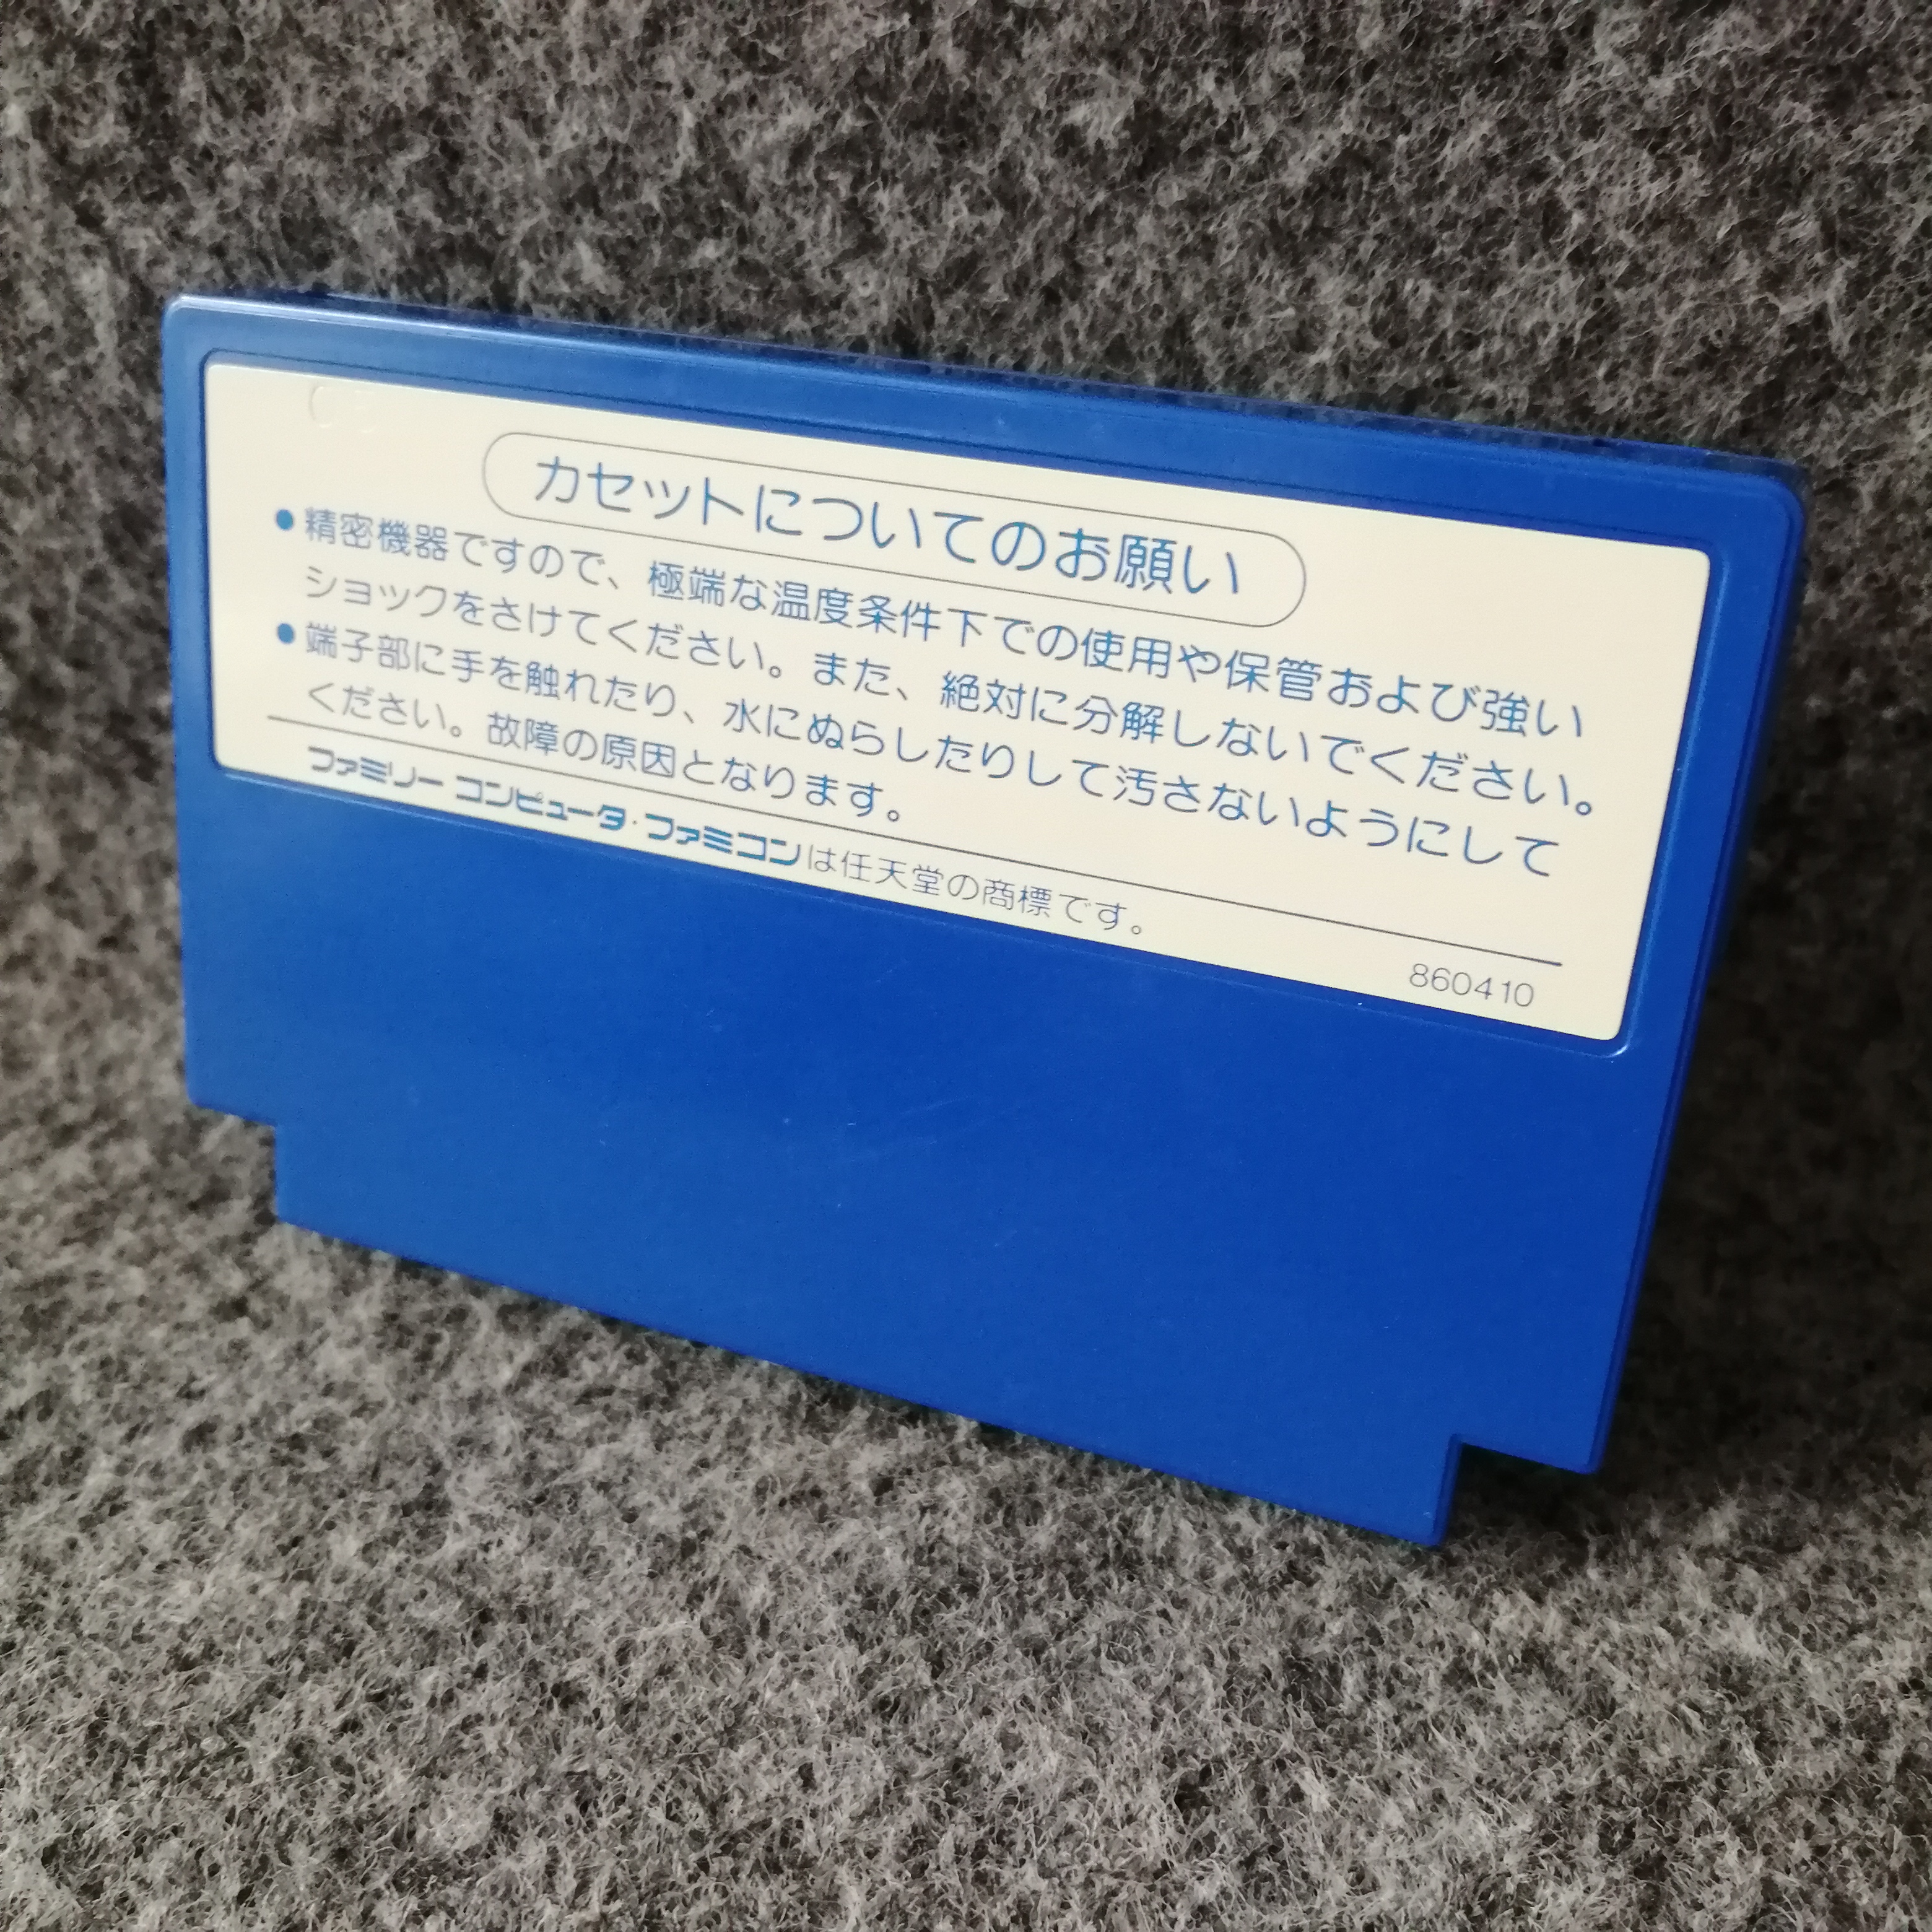 カセットについてのお願い
●精密機器ですので、極端な温度条件下での使用や保管および強い
ショックをさけてください。また、絶対に分解しないでください。
●端子部に手を触れたり、水にぬらしたりして汚さないようにして
ください。故障の原因となります。
ファミリー コンピュータ・ファミコンは任天堂の商標です。
860410